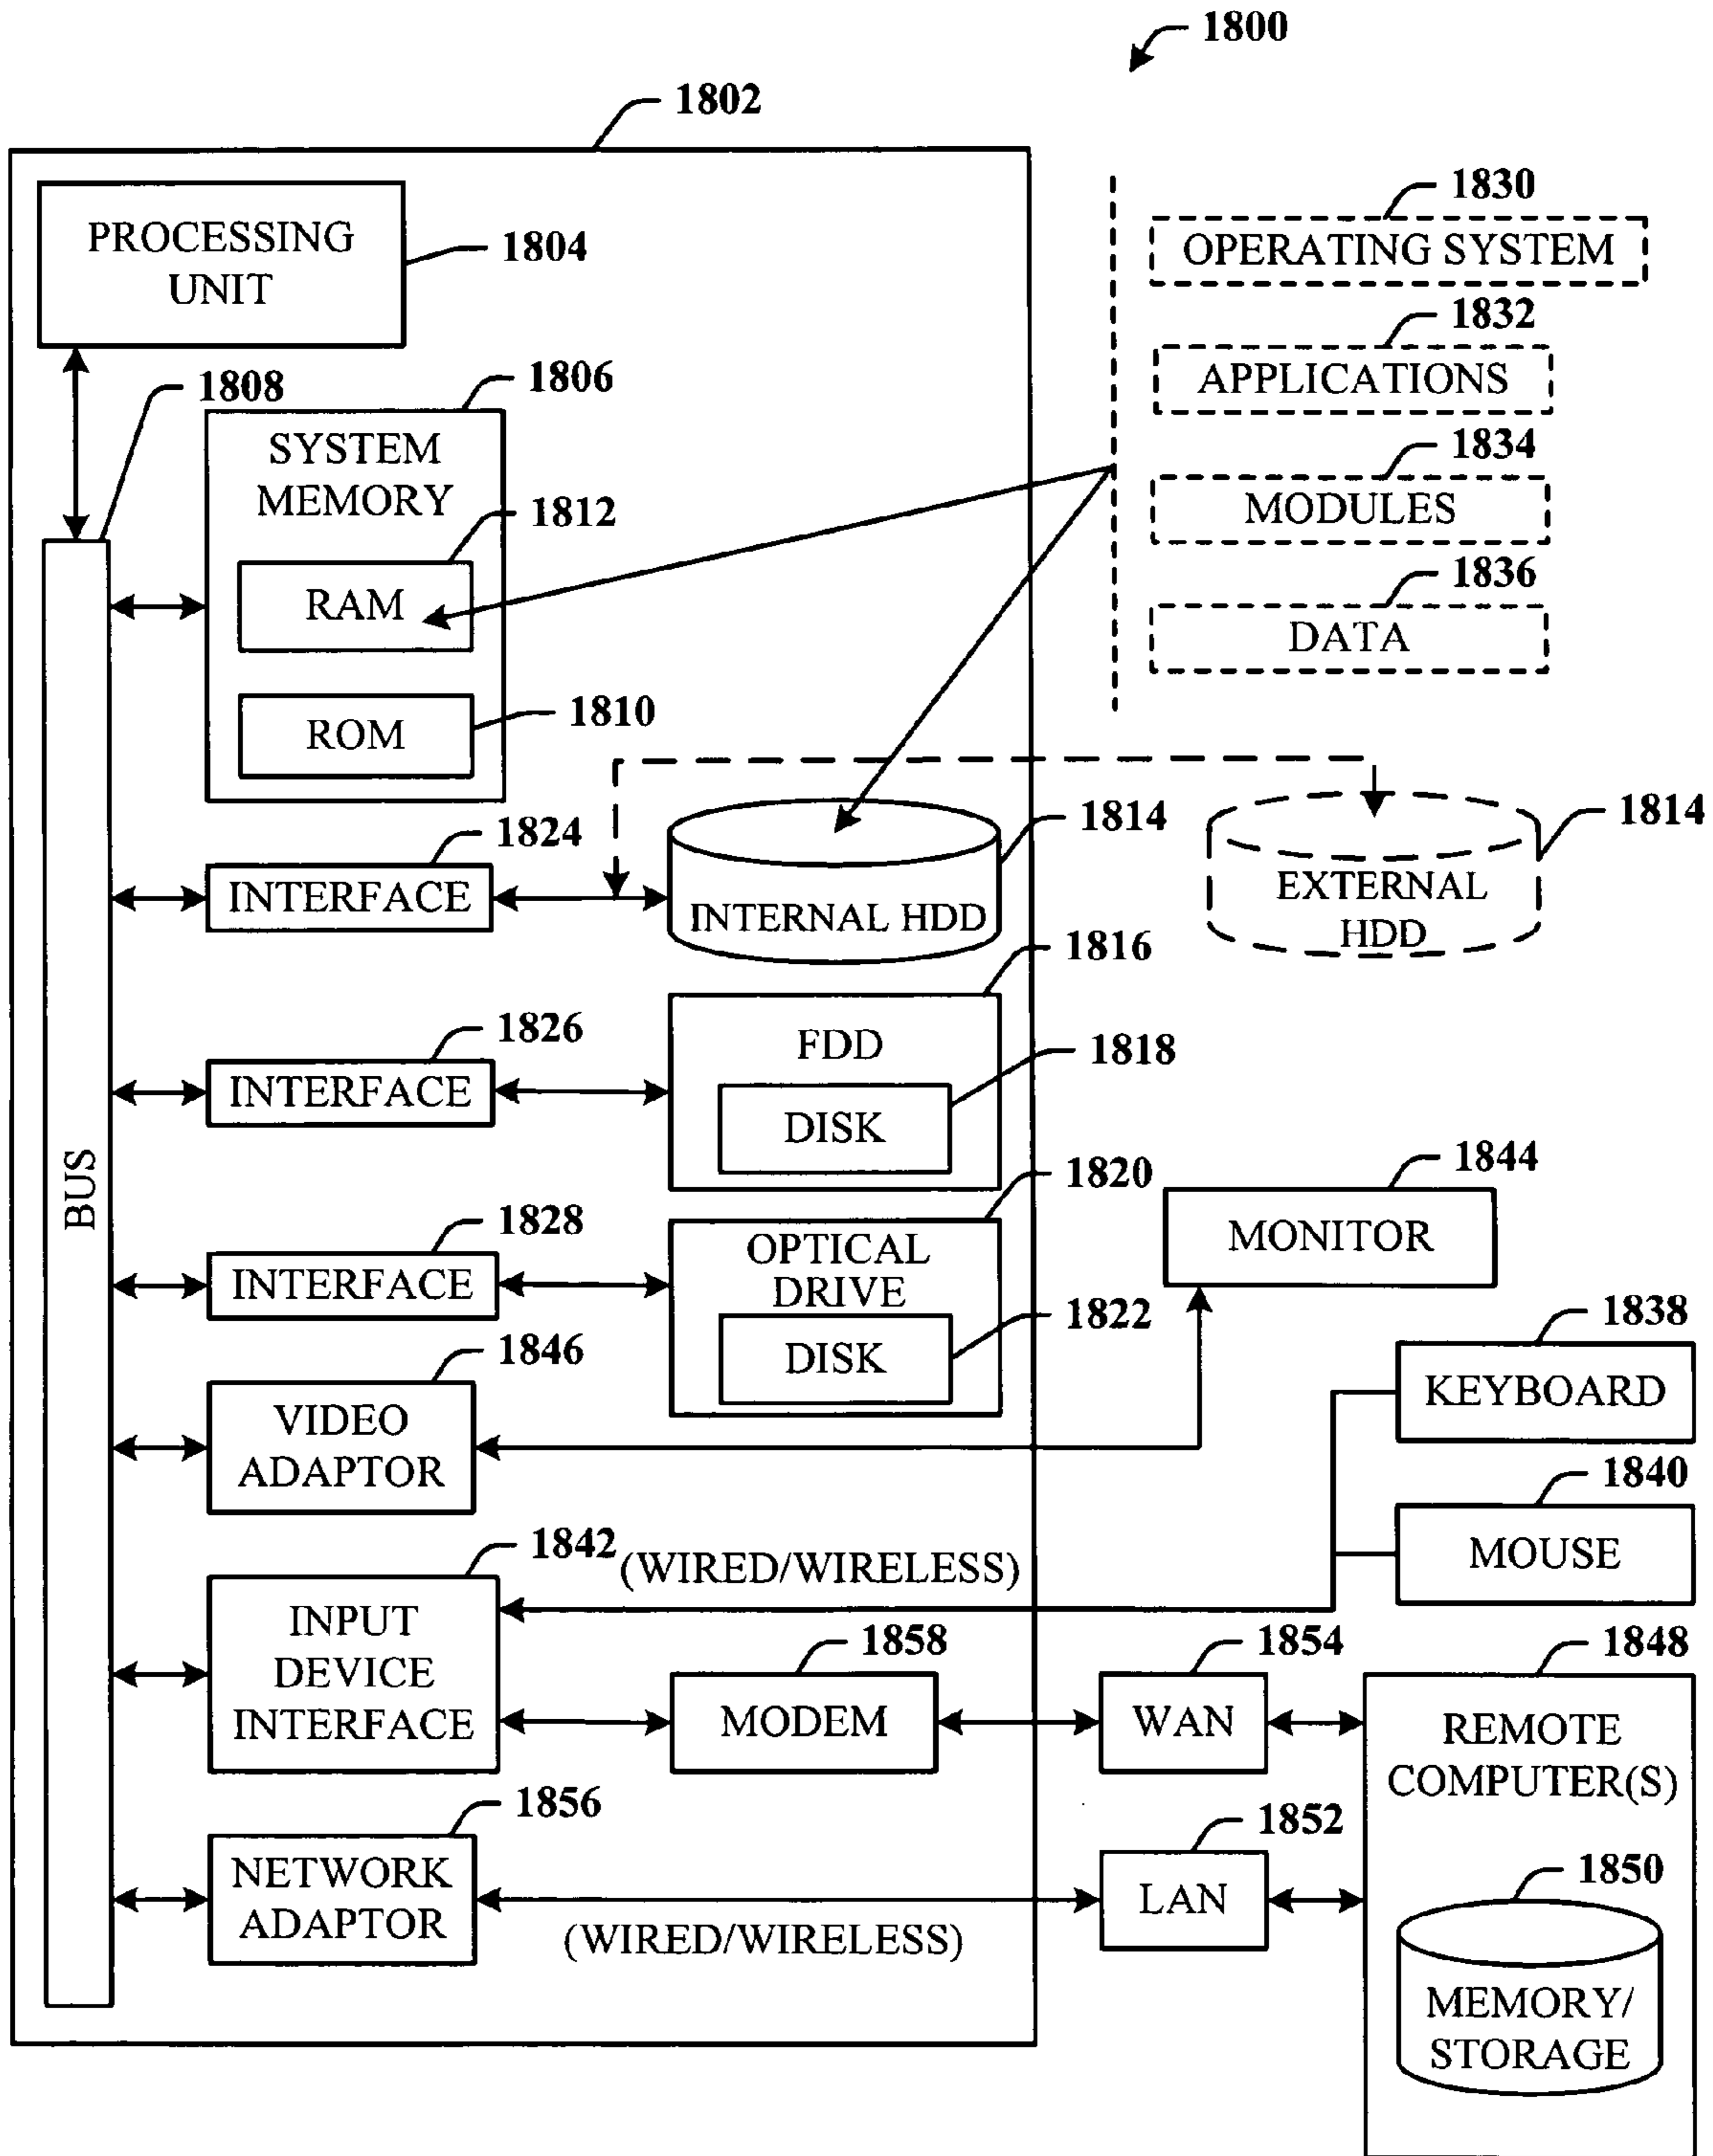 1800
1802
PROCESSING
UNIT
1804
1830
OPERATING SYSTEM
1832
APPLICATIONS
1834
MODULES
1836
DATA
1808
1806
SYSTEM
MEMORY
1812
RAM
1810
ROM
1824
INTERFACE
1814
INTERNAL HDD
1814
EXTERNAL
HDD
1816
FDD
1818
DISK
1826
INTERFACE
BUS
1828
INTERFACE
1820
OPTICAL
DRIVE
1822
DISK
1844
MONITOR
1846
VIDEO
ADAPTOR
1838
KEYBOARD
1840
MOUSE
1842
(WIRED/WIRELESS)
INPUT
DEVICE
INTERFACE
1858
MODEM
1854
WAN
1848
REMOTE
COMPUTER(S)
1856
NETWORK
ADAPTOR
(WIRED/WIRELESS)
1852
LAN
1850
MEMORY/
STORAGE